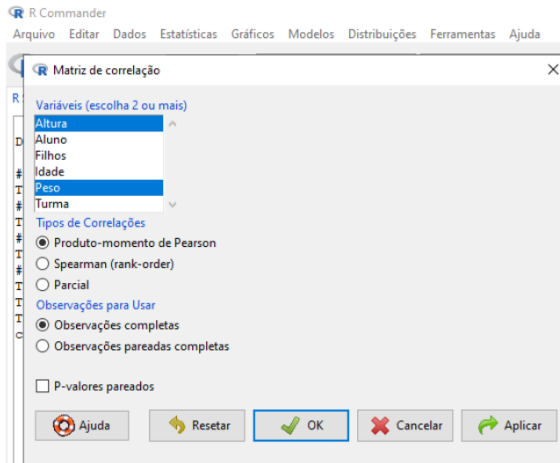 R Commander
Arquivo Editar Dados Estatísticas Gráficos Modelos Distribuições Ferramentas Ajuda
Matriz de correlação
R
Variáveis (escolha 2 ou mais)
Altura
Aluno
Filhos
Idade
Peso
Turma
D
#
T
#
T
#
T
#
T
T
T
c
Tipos de Correlações
Produto-momento de Pearson
Spearman (rank-order)
Parcial
Observações para Usar
Observações completas
Observações pareadas completas
P-valores pareados
Ajuda Resetar OK Cancelar Aplicar